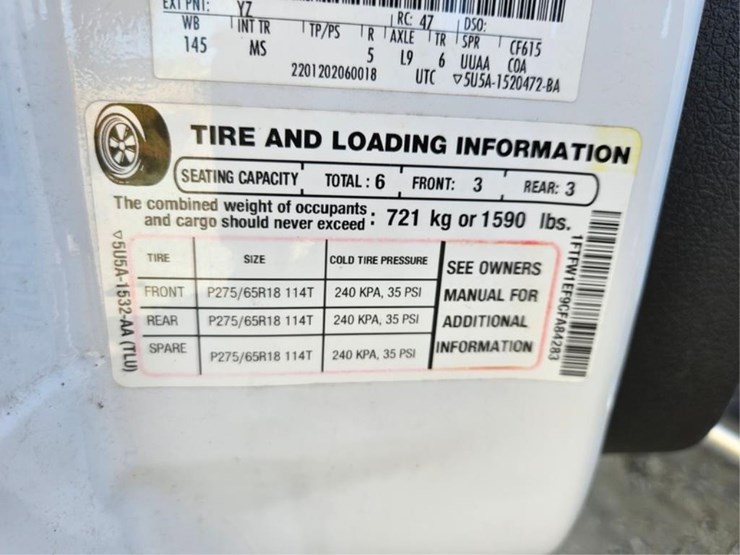 EXT PNT: YZ RC: 47 DSO:
WB INT TR TP/PS R AXLE TR SPR CF615
145 MS 5 L9 6 UUAA COA
2201202060018 UTC ▽5U5A-1520472-BA
TIRE AND LOADING INFORMATION
SEATING CAPACITY TOTAL : 6 FRONT: 3 REAR: 3
The combined weight of occupants
and cargo should never exceed : 721 kg or 1590 lbs.
TIRE SIZE COLD TIRE PRESSURE
FRONT P275/65R18 114T 240 KPA, 35 PSI
REAR P275/65R18 114T 240 KPA, 35 PSI
SPARE P275/65R18 114T 240 KPA, 35 PSI
SEE OWNERS
MANUAL FOR
ADDITIONAL
INFORMATION
▽5U5A-1532-AA (TLU)
1FTFW1EF9CFA84283